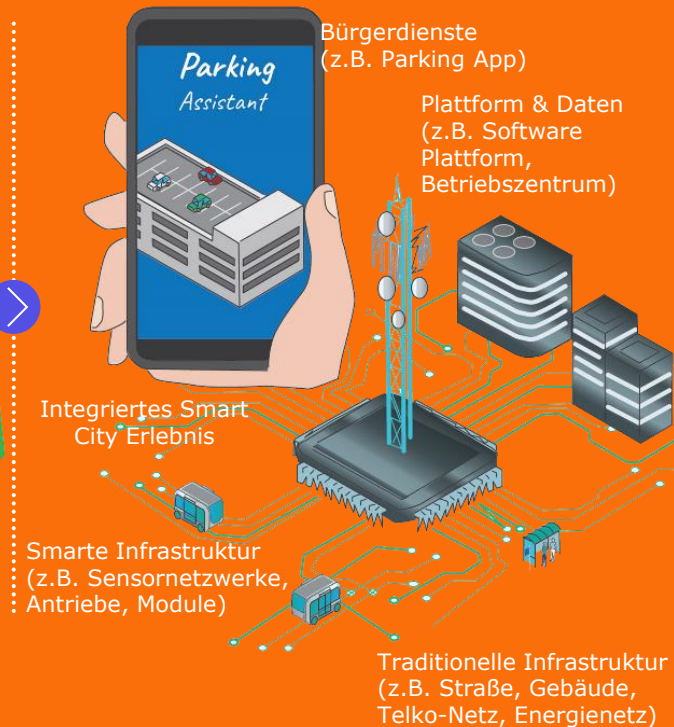 Parking
Assistant
Bürgerdienste
(z.B. Parking App)
Plattform & Daten
(z.B. Software
Plattform,
Betriebszentrum)
Integriertes Smart
City Erlebnis
Smarte Infrastruktur
(z.B. Sensornetzwerke,
Antriebe, Module)
Traditionelle Infrastruktur
(z.B. Straße, Gebäude,
Telko-Netz, Energienetz)